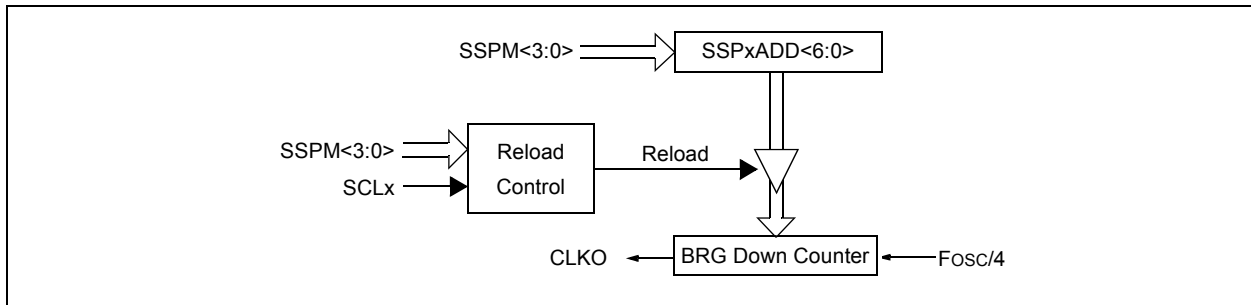 SSPM<3:0>
SSPxADD<6:0>
SSPM<3:0>
SCLx
Reload
Control
Reload
CLKO
BRG Down Counter
FOSC/4